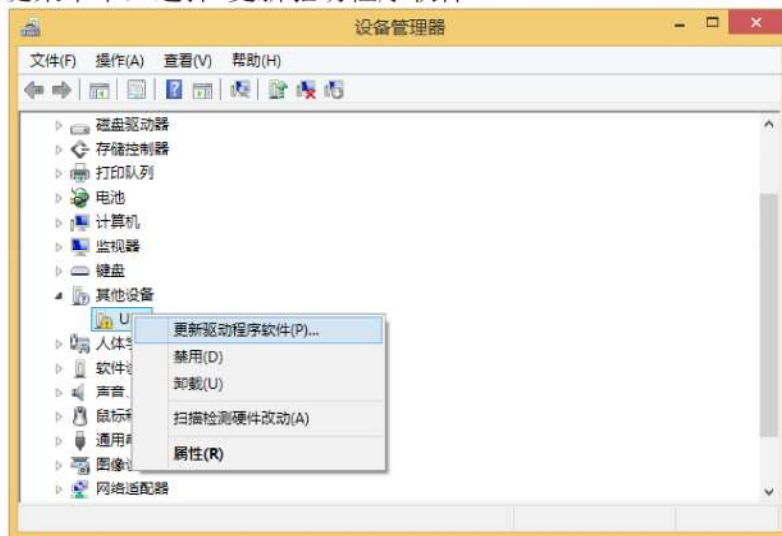 设备管理器
文件(F) 操作(A) 查看(V) 帮助(H)
磁盘驱动器
存储控制器
打印队列
电池
计算机
监视器
键盘
其他设备
更新驱动程序软件(P)...
禁用(D)
人体
软件
卸载(U)
声音
扫描检测硬件改动(A)
鼠标
通用
属性(R)
图像
网络适配器